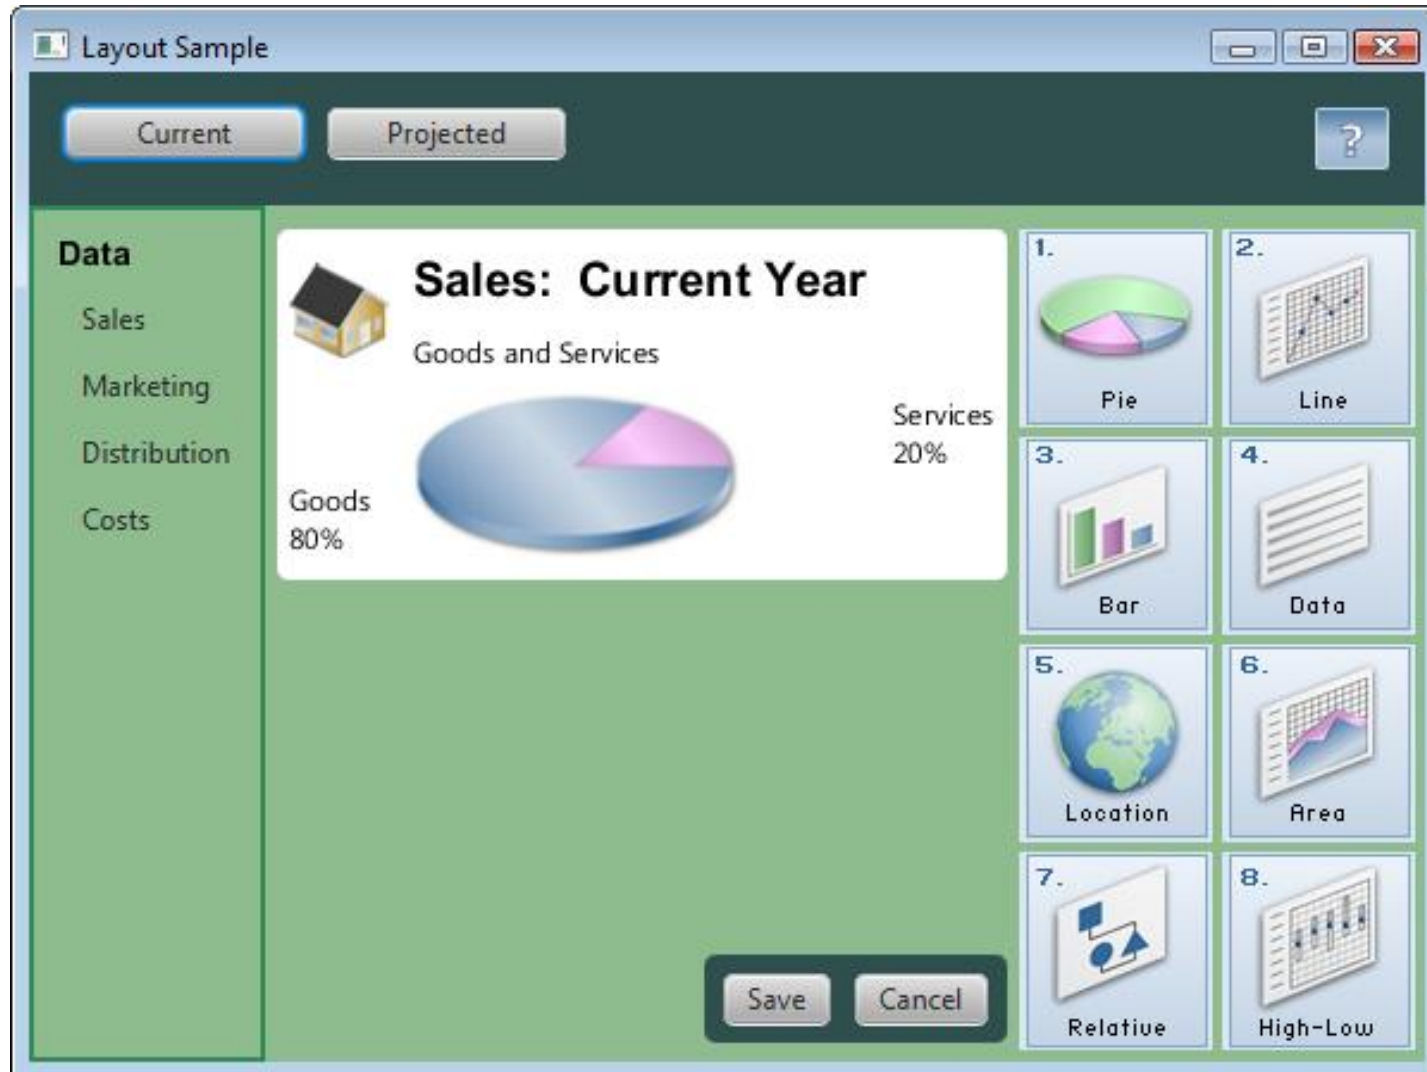 Layout Sample
Current
Projected
?
Data
Sales
Marketing
Distribution
Costs
Sales:  Current Year
Goods and Services
Goods
80%
Services
20%
Save
Cancel
1.
Pie
2.
Line
3.
Bar
4.
Data
5.
Location
6.
Area
7.
Relative
8.
High-Low